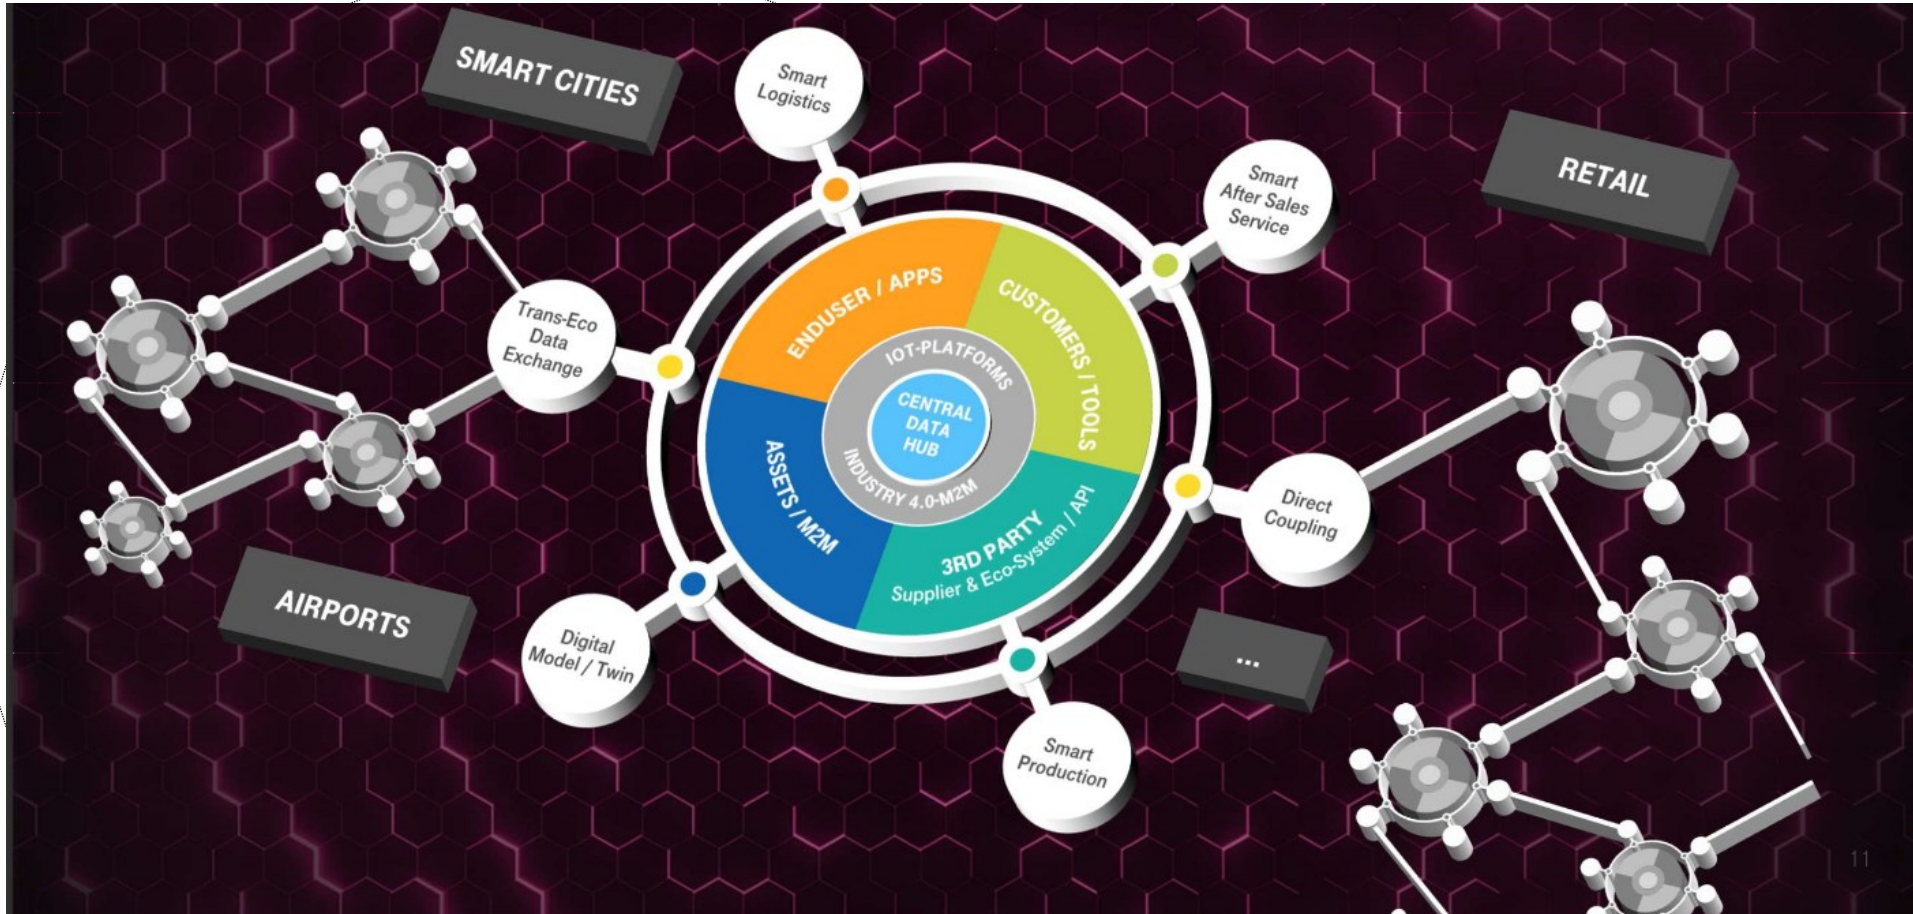 SMART CITIES
Smart
Logistics
Smart
After Sales
Service
RETAIL
Trans-Eco
Data
Exchange
ENDUSER / APPS
CUSTOMERS / TOOLS
IOT-PLATFORMS
CENTRAL
DATA
HUB
INDUSTRY 4.0-M2M
ASSETS / M2M
3RD PARTY
Supplier & Eco-System / API
Direct
Coupling
AIRPORTS
Digital
Model / Twin
...
Smart
Production
11